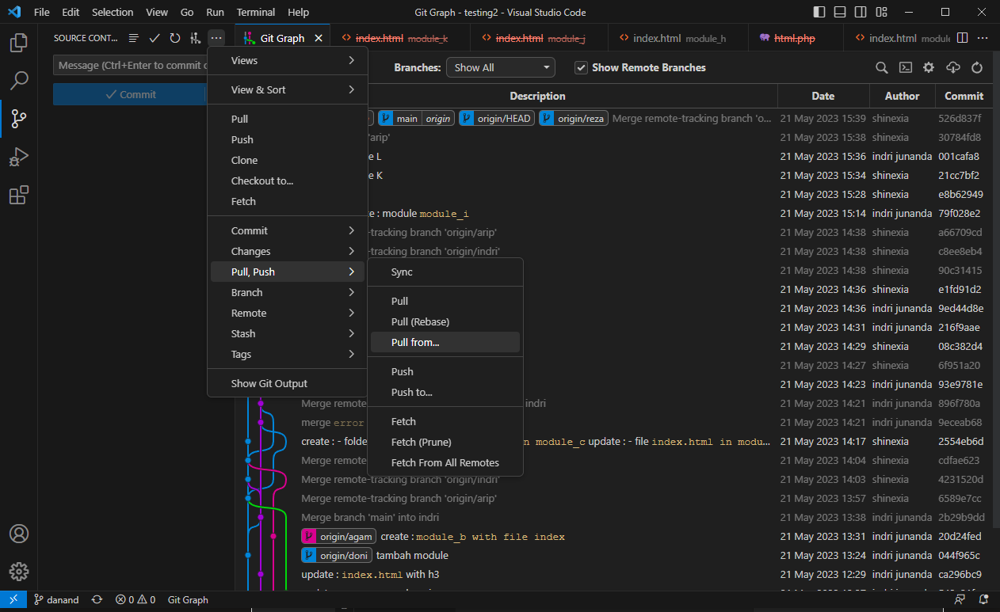 File Edit Selection View Go Run Terminal Help Git Graph - testing2 - Visual Studio Code
SOURCE CONT... Git Graph index.html module_k index.html module_j index.html module_h html.php index.html
Message (Ctrl+Enter to commit
Commit
Views
View & Sort
Pull
Push
Clone
Checkout to...
Fetch
Commit
Changes
Pull, Push
Branch
Remote
Stash
Tags
Show Git Output
Sync
Pull
Pull (Rebase)
Pull from...
Push
Push to...
Fetch
Fetch (Prune)
Fetch From All Remotes
Branches: Show All Show Remote Branches
Description Date Author Commit
main origin origin/HEAD origin/reza Merge remote-tracking branch 'o... 21 May 2023 15:39 shinexia 526d837f
'arip' 21 May 2023 15:38 shinexia 30784fd8
e L 21 May 2023 15:36 indri junanda 001cafa8
e K 21 May 2023 15:34 shinexia 21cc7bf2
21 May 2023 15:28 shinexia e8b62949
: module module_i 21 May 2023 15:14 indri junanda 79f028e2
-tracking branch 'origin/arip' 21 May 2023 14:38 shinexia a66709cd
-tracking branch 'origin/indri' 21 May 2023 14:38 shinexia c8ee8eb4
21 May 2023 14:38 shinexia 90c31415
21 May 2023 14:36 shinexia e1fd91d2
21 May 2023 14:36 indri junanda 9ed44d8e
21 May 2023 14:31 indri junanda 216f9aae
21 May 2023 14:29 shinexia 08c382d4
21 May 2023 14:27 shinexia 6f951a20
21 May 2023 14:23 indri junanda 93e9781e
Merge remote indri 21 May 2023 14:21 indri junanda 896f780a
merge error 21 May 2023 14:21 indri junanda 9eceab68
create : - folde n module_c update : - file index.html in modu... 21 May 2023 14:17 shinexia 2554eb6d
Merge remote 21 May 2023 14:04 shinexia cdfae623
Merge remote-tracking branch 'origin/indri' 21 May 2023 14:03 shinexia 4231520d
Merge remote-tracking branch 'origin/arip' 21 May 2023 13:57 shinexia 6589e7cc
Merge branch 'main' into indri 21 May 2023 13:38 indri junanda 2b29b9dd
origin/agam create : module_b with file index 21 May 2023 13:31 indri junanda 20d24fed
origin/doni tambah module 21 May 2023 13:24 indri junanda 044f965c
update : index.html with h3 21 May 2023 12:29 indri junanda ca296bc9
danand 0 0 Git Graph